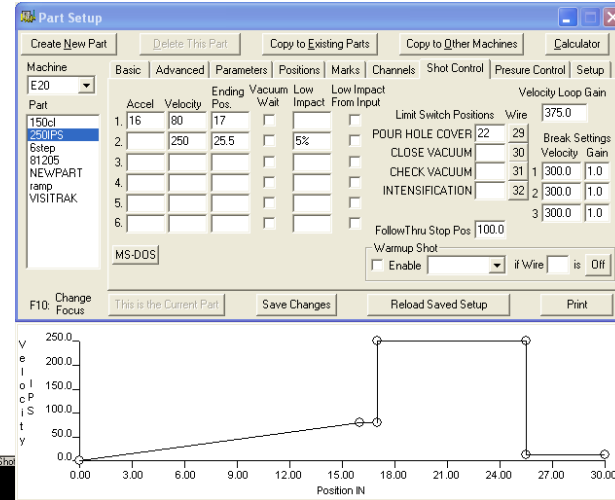 Part Setup
Create New Part Delete This Part Copy to Existing Parts Copy to Other Machines Calculator
Machine
E20
Part
150cl
250IPS
6step
81205
NEWPART
ramp
VISITRAK
Basic Advanced Parameters Positions Marks Channels Shot Control Presure Control Setup
Accel Velocity Ending Pos. Vacuum Wait Low Impact Low Impact From Input
1. 16 80 17
2. 250 25.5 5%
3.
4.
5.
6.
MS-DOS
Limit Switch Positions Wire
POUR HOLE COVER 22 29
CLOSE VACUUM 30
CHECK VACUUM 31
INTENSIFICATION 32
FollowThru Stop Pos 100.0
Velocity Loop Gain
375.0
Break Settings
Velocity Gain
1 300.0 1.0
2 300.0 1.0
3 300.0 1.0
Warmup Shot
Enable if Wire is Off
F10: Change Focus This is the Current Part Save Changes Reload Saved Setup Print
Velocity IPS
250.0
200.0
150.0
100.0
50.0
0.0
0.00 3.00 6.00 9.00 12.00 15.00 18.00 21.00 24.00 27.00 30.00
Position IN
Shot